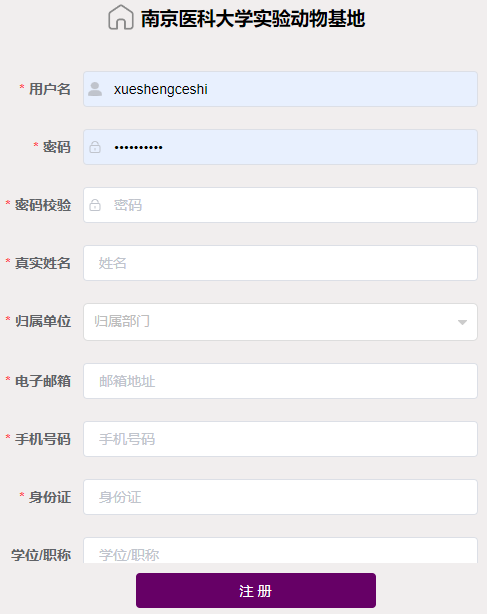 南京医科大学实验动物基地
* 用户名 xueshengceshi
* 密码 ••••••••••
* 密码校验 密码
* 真实姓名 姓名
* 归属单位 归属部门
* 电子邮箱 邮箱地址
* 手机号码 手机号码
* 身份证 身份证
学位/职称 学位/职称
注 册